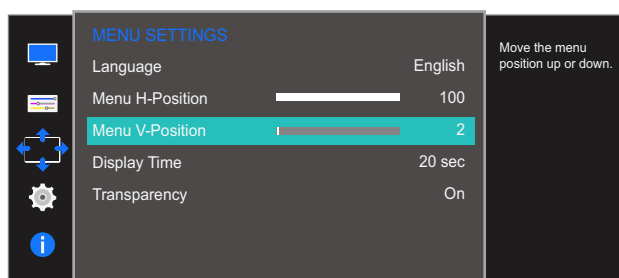 MENU SETTINGS
Language English
Menu H-Position 100
Menu V-Position 2
Display Time 20 sec
Transparency On
Move the menu
position up or down.